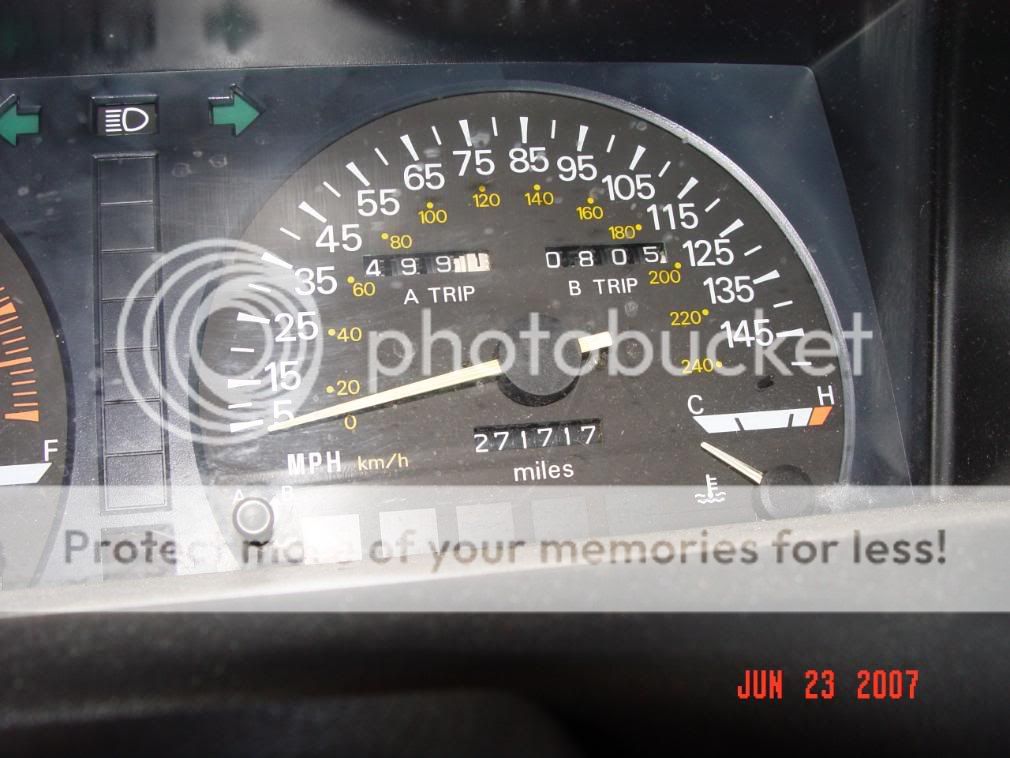 75 85 95
65 105
55 120 140 115
45 100 160 125
80 180
35 60 499 0805 200 135
A TRIP B TRIP
25 40 220 145
photobucket
15 20 240
5 0 C H
271717
F MPH km/h miles
A B
Protect more of your memories for less!
JUN 23 2007